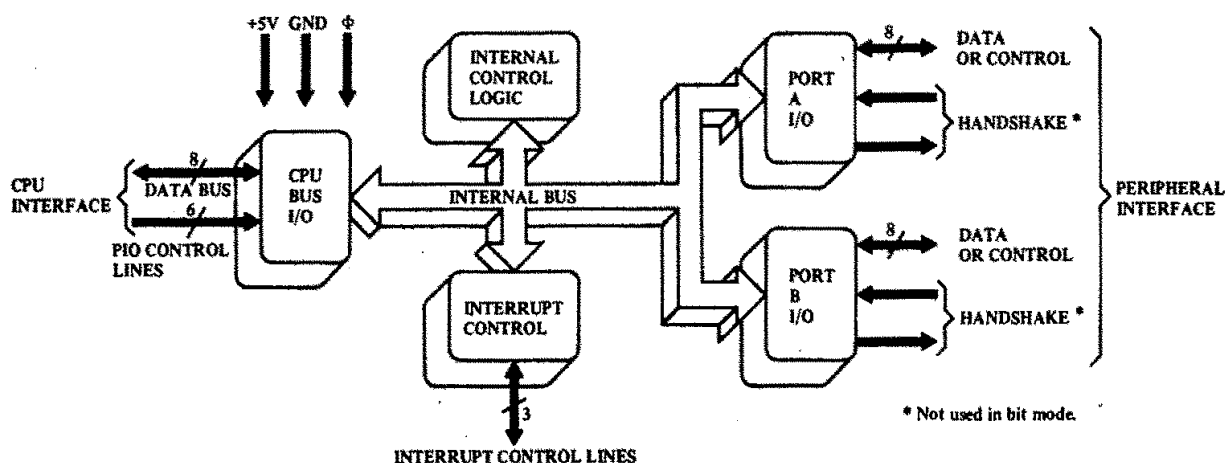 +5V GND Φ
INTERNAL
CONTROL
LOGIC
PORT
A
I/O
8
DATA
OR CONTROL
HANDSHAKE *
CPU
INTERFACE
8
DATA BUS
6
PIO CONTROL
LINES
CPU
BUS
I/O
INTERNAL BUS
PERIPHERAL
INTERFACE
INTERRUPT
CONTROL
3
INTERRUPT CONTROL LINES
PORT
B
I/O
8
DATA
OR CONTROL
HANDSHAKE *
* Not used in bit mode.